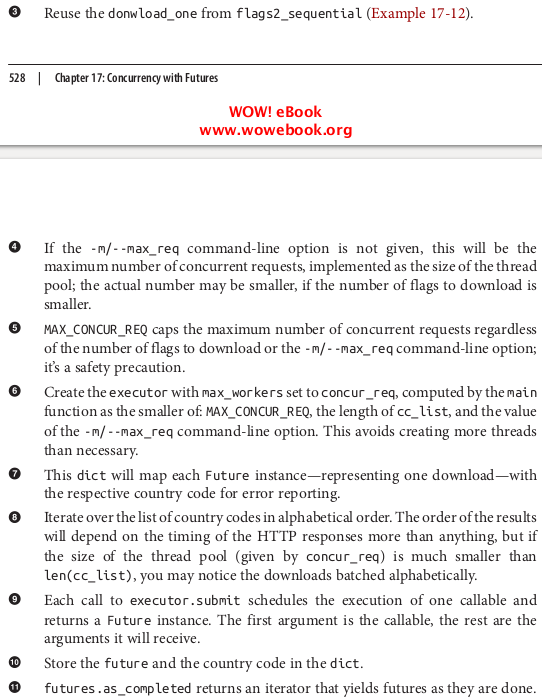 ❸ Reuse the donwload_one from flags2_sequential (Example 17-12).
528 | Chapter 17: Concurrency with Futures
WOW! eBook
www.wowebook.org
❹ If the -m/--max_req command-line option is not given, this will be the
maximum number of concurrent requests, implemented as the size of the thread
pool; the actual number may be smaller, if the number of flags to download is
smaller.
❺ MAX_CONCUR_REQ caps the maximum number of concurrent requests regardless
of the number of flags to download or the -m/--max_req command-line option;
it’s a safety precaution.
❻ Create the executor with max_workers set to concur_req, computed by the main
function as the smaller of: MAX_CONCUR_REQ, the length of cc_list, and the value
of the -m/--max_req command-line option. This avoids creating more threads
than necessary.
❼ This dict will map each Future instance—representing one download—with
the respective country code for error reporting.
❽ Iterate over the list of country codes in alphabetical order. The order of the results
will depend on the timing of the HTTP responses more than anything, but if
the size of the thread pool (given by concur_req) is much smaller than
len(cc_list), you may notice the downloads batched alphabetically.
❾ Each call to executor.submit schedules the execution of one callable and
returns a Future instance. The first argument is the callable, the rest are the
arguments it will receive.
❿ Store the future and the country code in the dict.
⓫ futures.as_completed returns an iterator that yields futures as they are done.